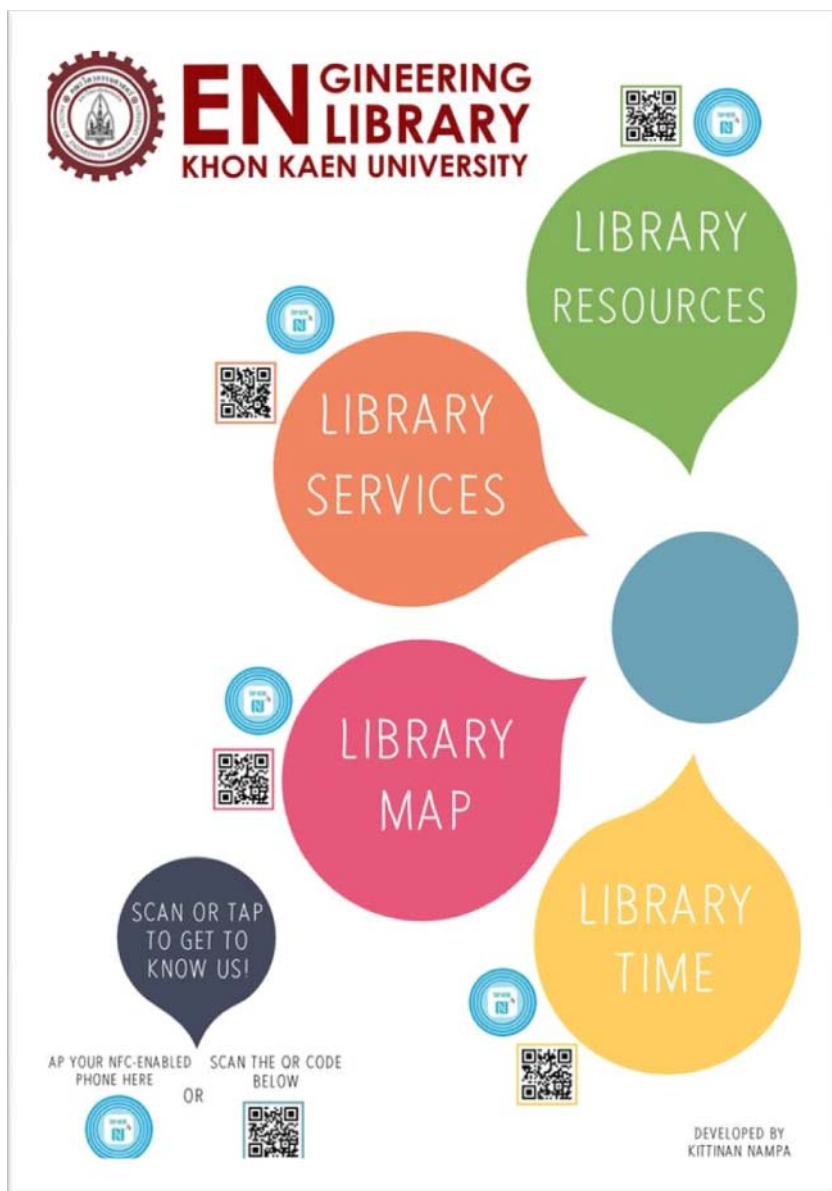 EN GINEERING
LIBRARY
KHON KAEN UNIVERSITY
LIBRARY
RESOURCES
LIBRARY
SERVICES
LIBRARY
MAP
LIBRARY
TIME
SCAN OR TAP
TO GET TO
KNOW US!
AP YOUR NFC-ENABLED
PHONE HERE
OR
SCAN THE QR CODE
BELOW
DEVELOPED BY
KITTINAN NAMPA